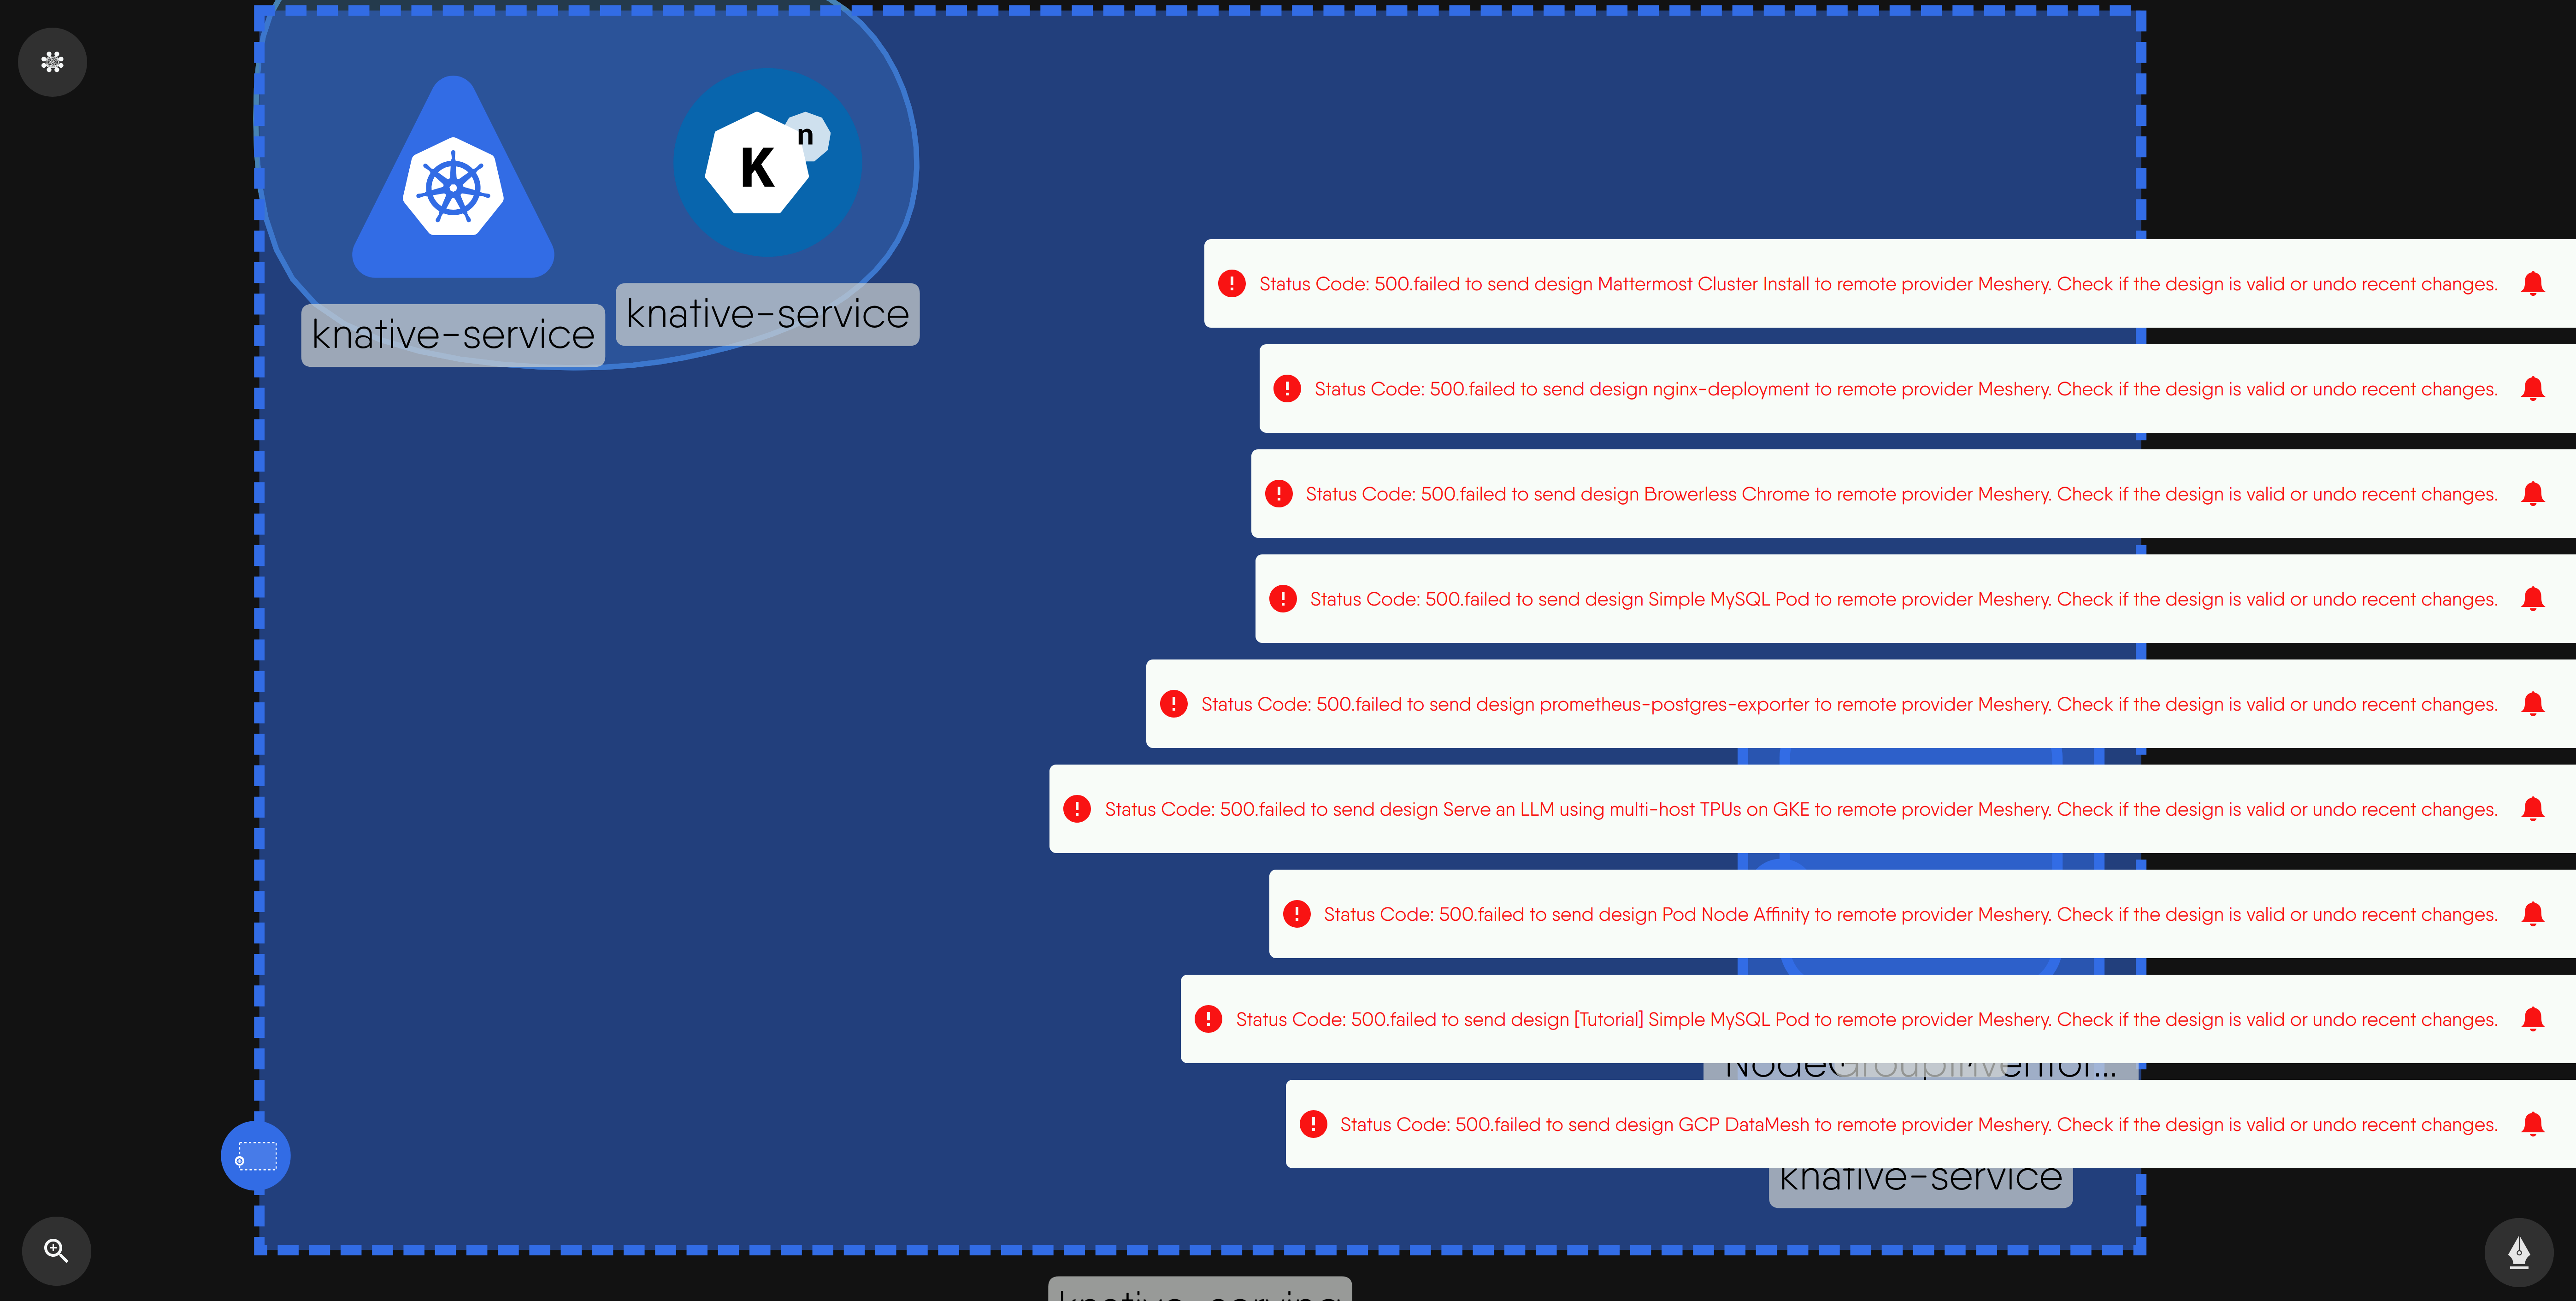 n
K
knative-service
knative-service
Status Code: 500.failed to send design Mattermost Cluster Install to remote provider Meshery. Check if the design is valid or undo recent changes.
Status Code: 500.failed to send design nginx-deployment to remote provider Meshery. Check if the design is valid or undo recent changes.
Status Code: 500.failed to send design Browerless Chrome to remote provider Meshery. Check if the design is valid or undo recent changes.
Status Code: 500.failed to send design Simple MySQL Pod to remote provider Meshery. Check if the design is valid or undo recent changes.
Status Code: 500.failed to send design prometheus-postgres-exporter to remote provider Meshery. Check if the design is valid or undo recent changes.
Status Code: 500.failed to send design Serve an LLM using multi-host TPUs on GKE to remote provider Meshery. Check if the design is valid or undo recent changes.
Status Code: 500.failed to send design Pod Node Affinity to remote provider Meshery. Check if the design is valid or undo recent changes.
Status Code: 500.failed to send design [Tutorial] Simple MySQL Pod to remote provider Meshery. Check if the design is valid or undo recent changes.
Status Code: 500.failed to send design GCP DataMesh to remote provider Meshery. Check if the design is valid or undo recent changes.
knative-service
knative-serving